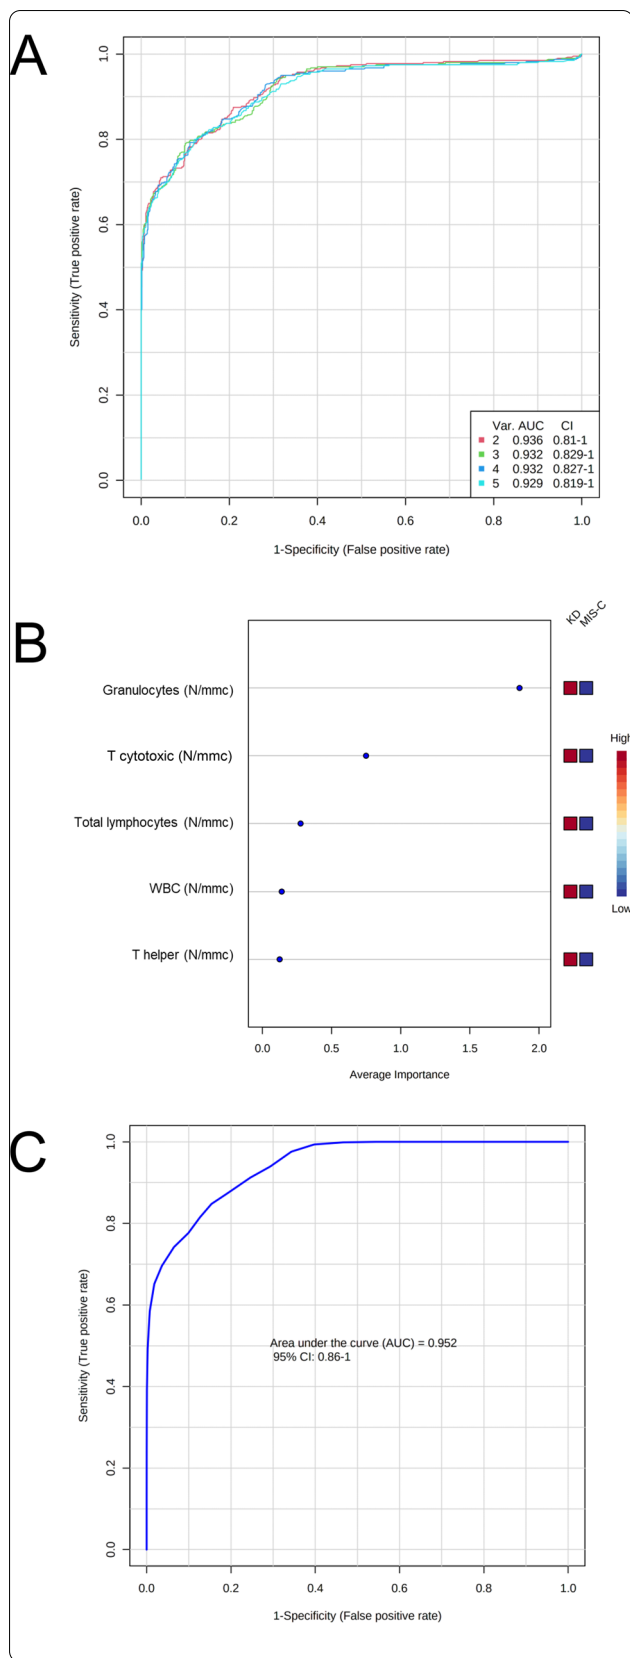 A
1.0
0.8
0.6
0.4
0.2
0.0
Sensitivity (True positive rate)
Var. AUC CI
2 0.936 0.81-1
3 0.932 0.829-1
4 0.932 0.827-1
5 0.929 0.819-1
0.0 0.2 0.4 0.6 0.8 1.0
1-Specificity (False positive rate)
B
KD
MIS-C
Granulocytes (N/mmc)
T cytotoxic (N/mmc)
Total lymphocytes (N/mmc)
WBC (N/mmc)
T helper (N/mmc)
High
Low
0.0 0.5 1.0 1.5 2.0
Average Importance
C
1.0
0.8
0.6
0.4
0.2
0.0
Sensitivity (True positive rate)
Area under the curve (AUC) = 0.952
95% CI: 0.86-1
0.0 0.2 0.4 0.6 0.8 1.0
1-Specificity (False positive rate)